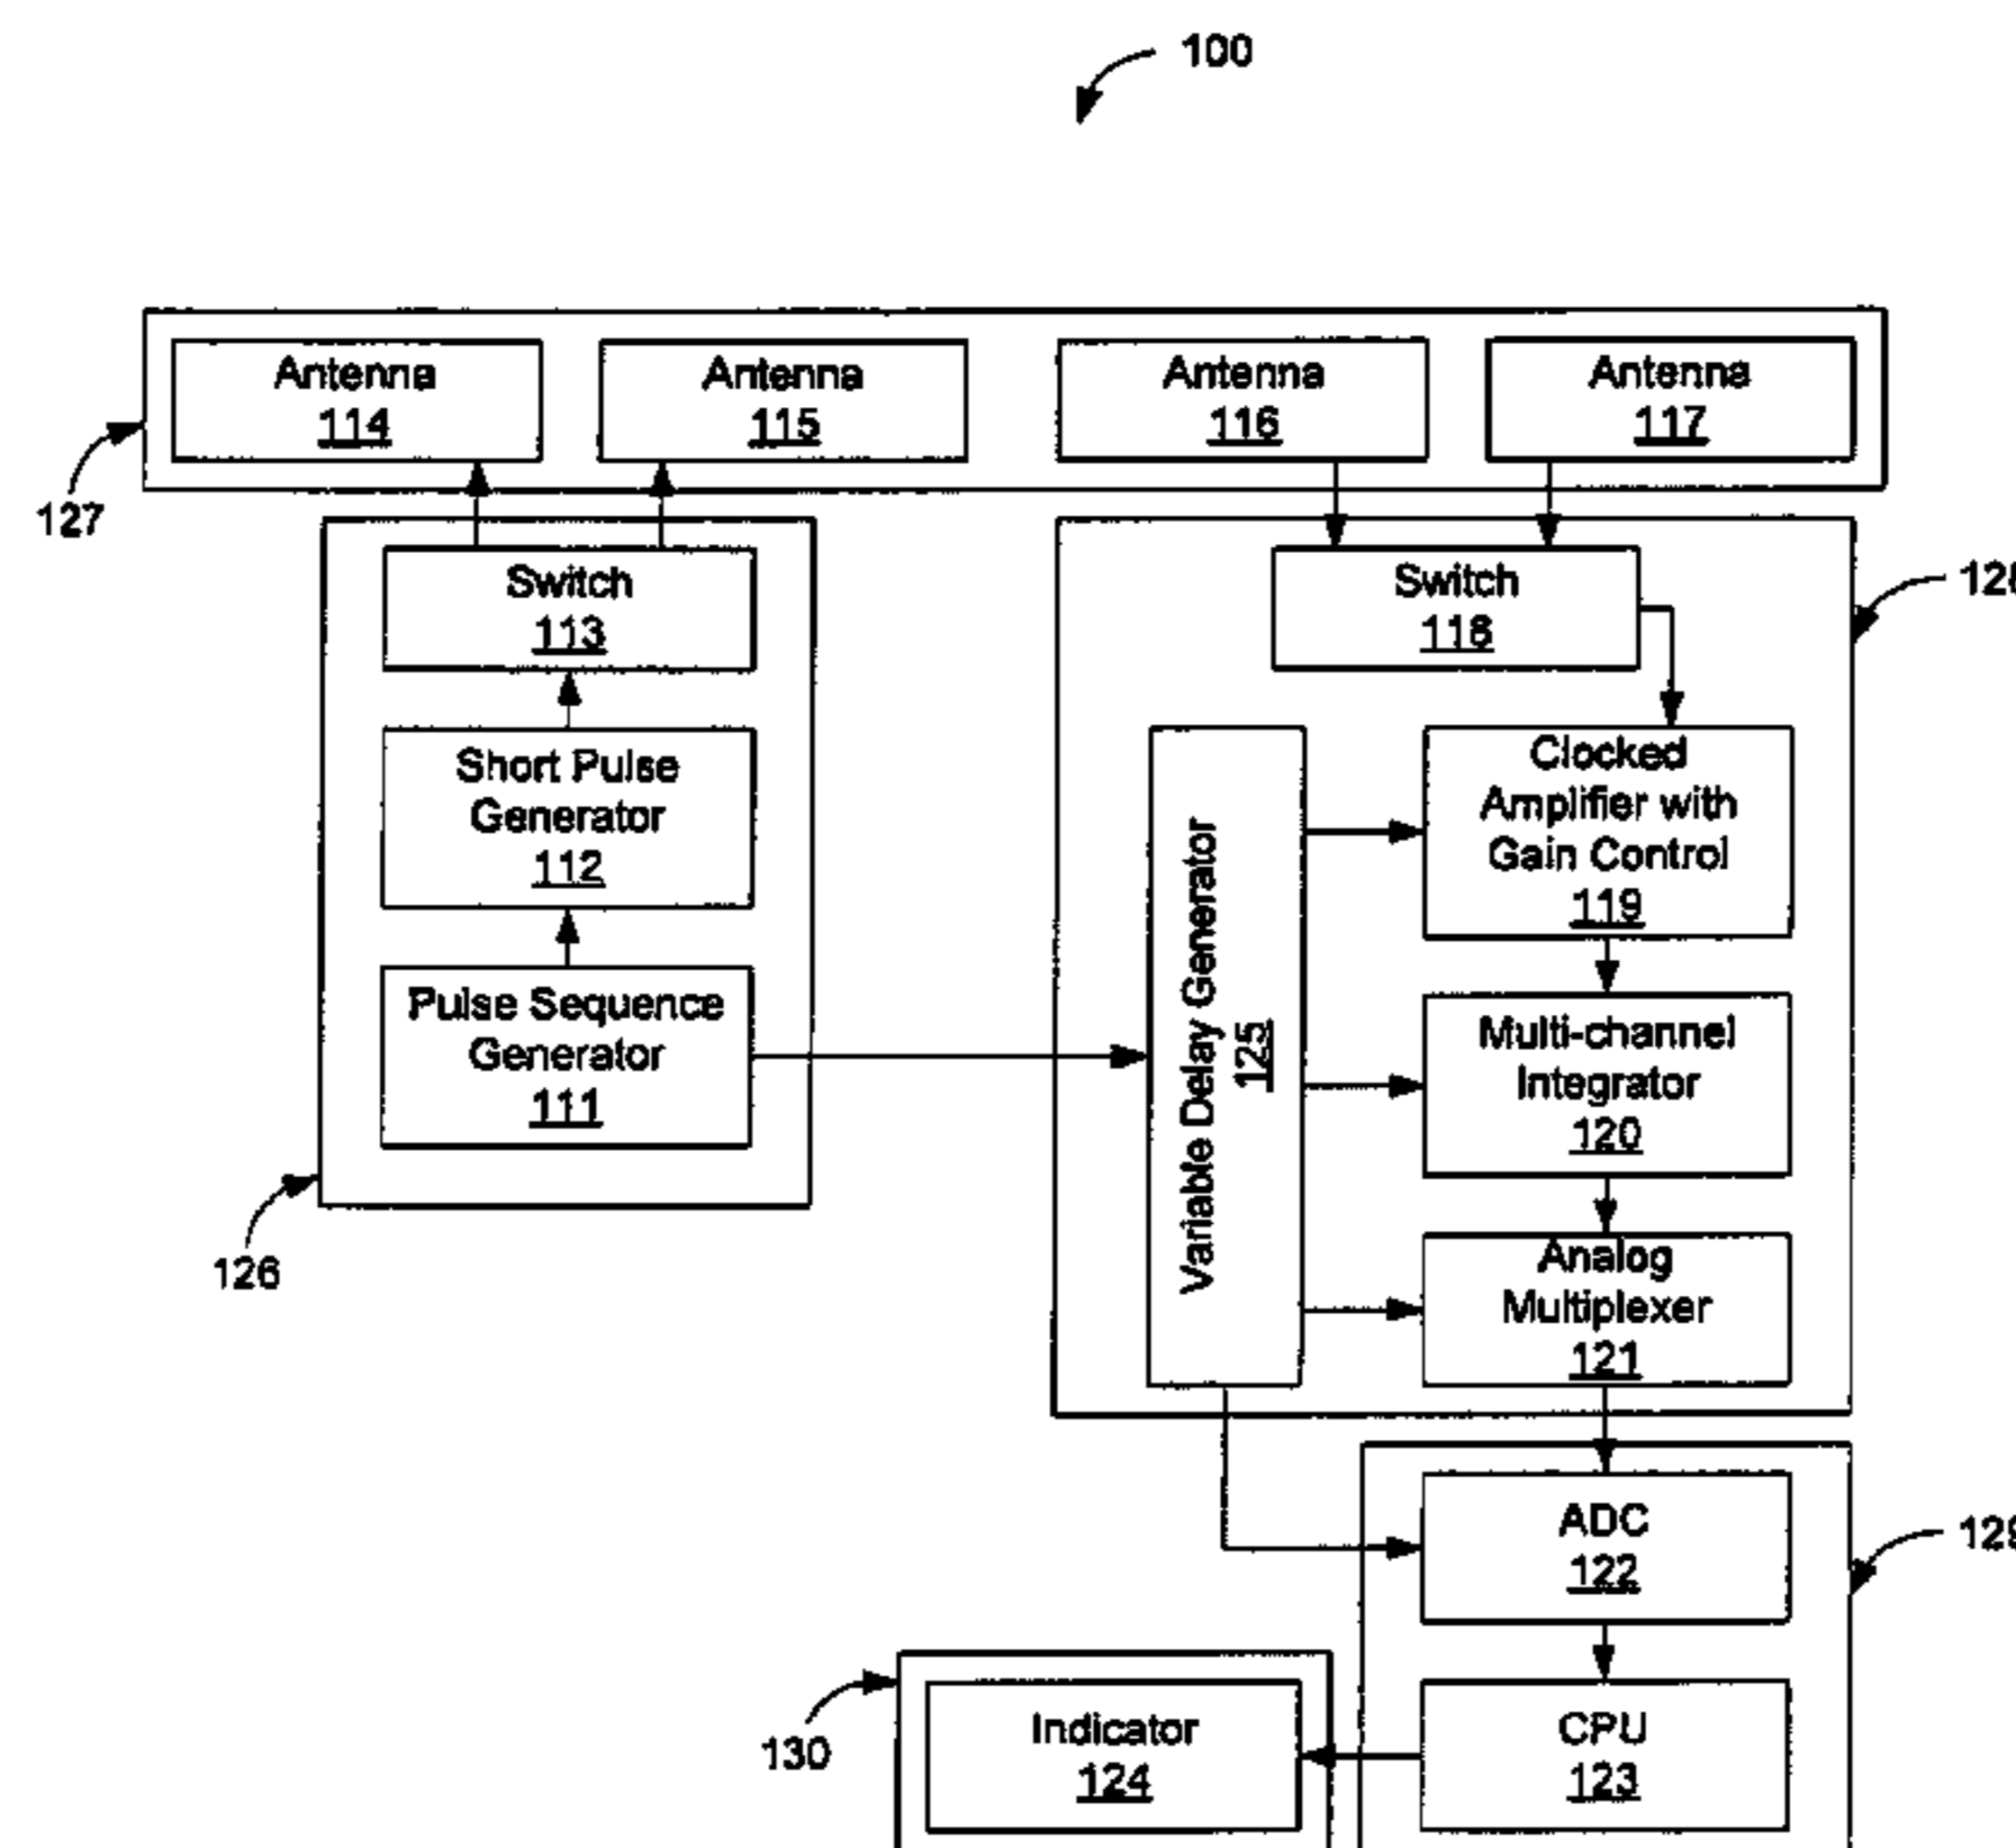 100
Antenna
114
Antenna
115
Antenna
116
Antenna
117
127
Switch
113
Switch
118
Short Pulse
Generator
112
Clocked
Amplifier with
Gain Control
119
Pulse Sequence
Generator
111
Variable Delay Generator
125
Multi-channel
Integrator
120
126
Analog
Multiplexer
121
ADC
122
Indicator
124
CPU
123
130